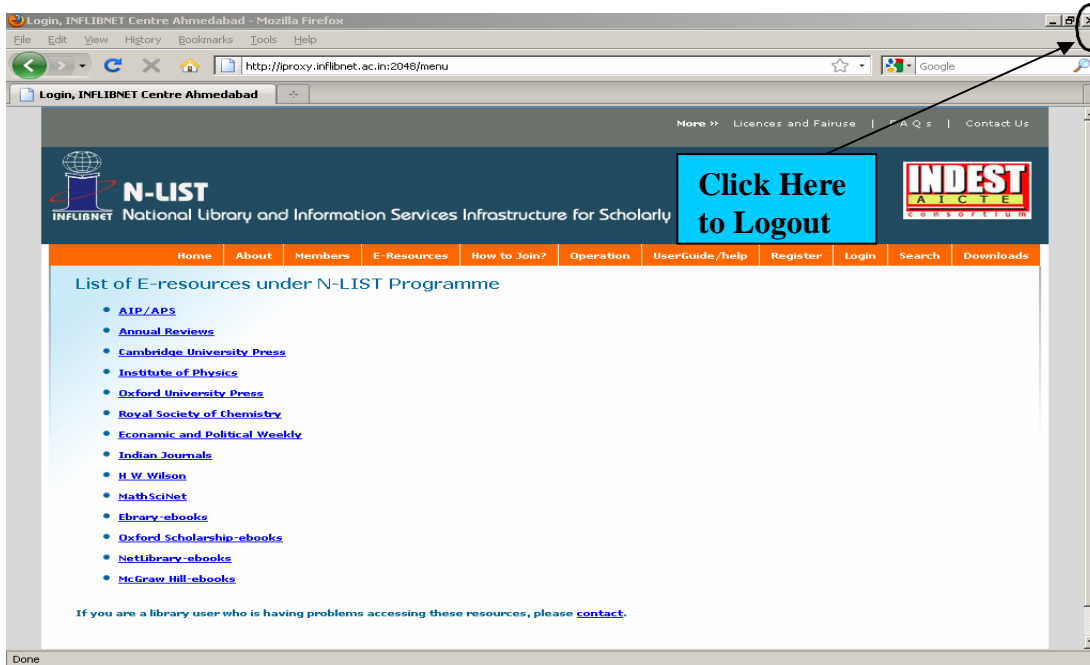 Login, INFLIBNET Centre Ahmedabad - Mozilla Firefox
File Edit View History Bookmarks Tools Help
http://iproxy.inflibnet.ac.in:2048/menu
Google
Login, INFLIBNET Centre Ahmedabad
More » Licences and Fairuse | F A Q s | Contact Us
N-LIST
INFLIBNET National Library and Information Services Infrastructure for Scholarly
Click Here
to Logout
INDEST
AICTE
consortium
Home About Members E-Resources How to Join? Operation UserGuide/help Register Login Search Downloads
List of E-resources under N-LIST Programme
AIP/APS
Annual Reviews
Cambridge University Press
Institute of Physics
Oxford University Press
Royal Society of Chemistry
Economic and Political Weekly
Indian Journals
H W Wilson
MathSciNet
Ebrary-ebooks
Oxford Scholarship-ebooks
NetLibrary-ebooks
McGraw Hill-ebooks
If you are a library user who is having problems accessing these resources, please contact.
Done